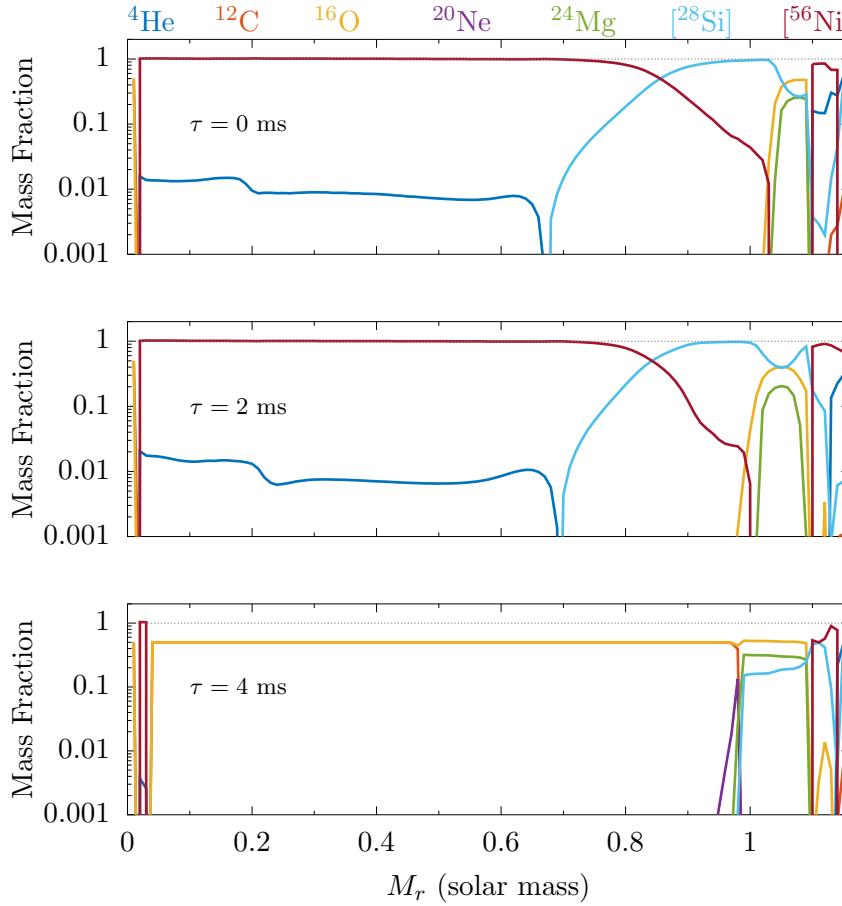 ⁴He ¹²C ¹⁶O ²⁰Ne ²⁴Mg [²⁸Si] [⁵⁶Ni
Mass Fraction
1
0.1
0.01
0.001
τ = 0 ms
Mass Fraction
1
0.1
0.01
0.001
τ = 2 ms
Mass Fraction
1
0.1
0.01
0.001
τ = 4 ms
0 0.2 0.4 0.6 0.8 1
M_r (solar mass)